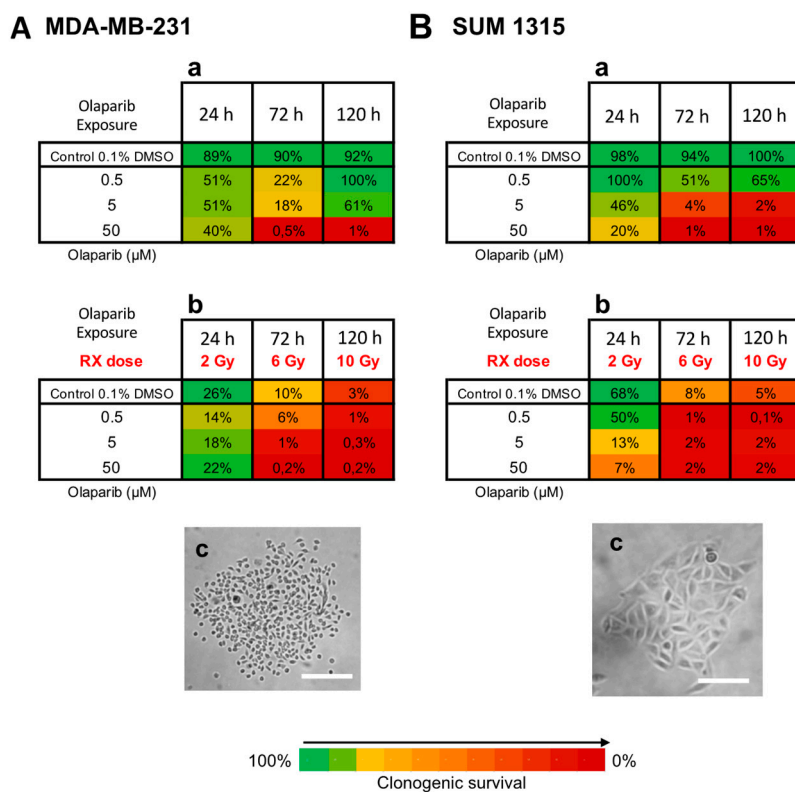 A MDA-MB-231
a
Olaparib Exposure 24 h 72 h 120 h
Control 0.1% DMSO 89% 90% 92%
0.5 51% 22% 100%
5 51% 18% 61%
50 40% 0,5% 1%
Olaparib (µM)
b
Olaparib Exposure 24 h 72 h 120 h
RX dose 2 Gy 6 Gy 10 Gy
Control 0.1% DMSO 26% 10% 3%
0.5 14% 6% 1%
5 18% 1% 0,3%
50 22% 0,2% 0,2%
Olaparib (µM)
c
B SUM 1315
a
Olaparib Exposure 24 h 72 h 120 h
Control 0.1% DMSO 98% 94% 100%
0.5 100% 51% 65%
5 46% 4% 2%
50 20% 1% 1%
Olaparib (µM)
b
Olaparib Exposure 24 h 72 h 120 h
RX dose 2 Gy 6 Gy 10 Gy
Control 0.1% DMSO 68% 8% 5%
0.5 50% 1% 0,1%
5 13% 2% 2%
50 7% 2% 2%
Olaparib (µM)
c
100% 0%
Clonogenic survival